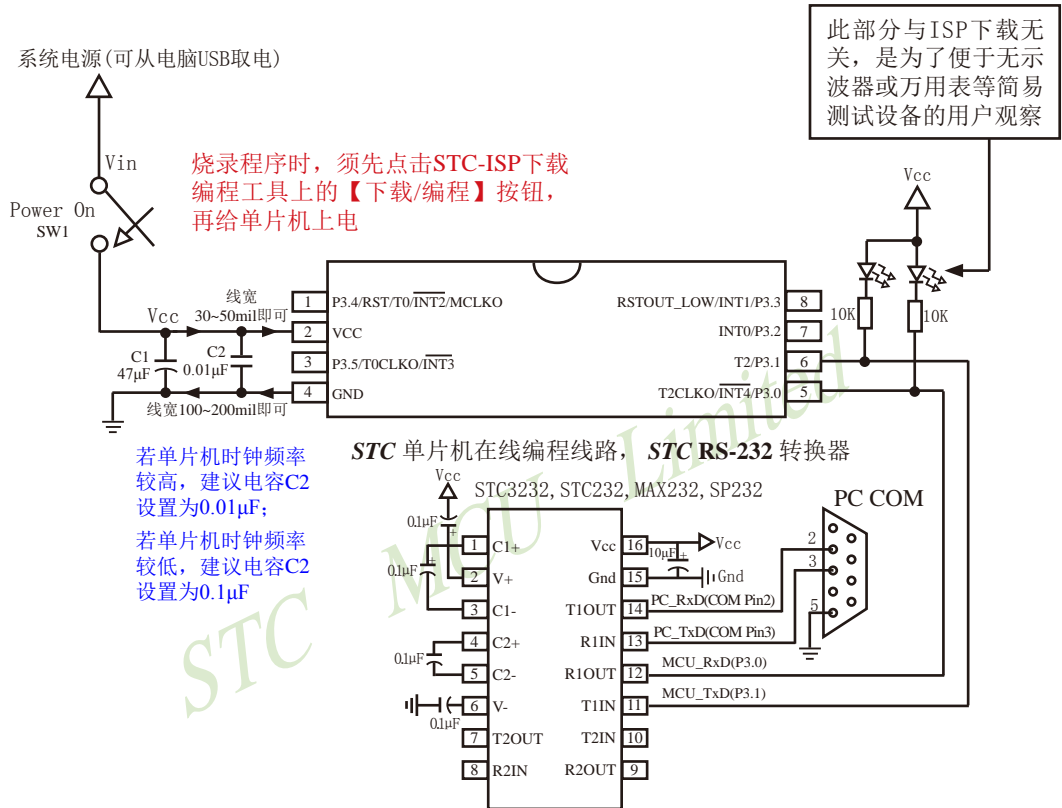 系统电源(可从电脑USB取电)
此部分与ISP下载无
关，是为了便于无示
波器或万用表等简易
测试设备的用户观察
Vin
Power On
SW1
烧录程序时，须先点击STC-ISP下载
编程工具上的【下载/编程】按钮，
再给单片机上电
Vcc
10K
10K
Vcc
线宽
30~50mil即可
C1
47μF
C2
0.01μF
线宽100~200mil即可
1 P3.4/RST/T0/INT2/MCLKO
2 VCC
3 P3.5/T0CLKO/INT3
4 GND
RSTOUT_LOW/INT1/P3.3 8
INT0/P3.2 7
T2/P3.1 6
T2CLKO/INT4/P3.0 5
若单片机时钟频率
较高，建议电容C2
设置为0.01μF；
若单片机时钟频率
较低，建议电容C2
设置为0.1μF
STC 单片机在线编程线路， STC RS-232 转换器
STC3232, STC232, MAX232, SP232
Vcc
0.1μF
+
0.1μF
+
0.1μF
0.1μF
1 C1+
2 V+
3 C1-
4 C2+
5 C2-
6 V-
7 T2OUT
8 R2IN
Vcc 16
Gnd 15
T1OUT 14
R1IN 13
R1OUT 12
T1IN 11
T2IN 10
R2OUT 9
10μF
+
Vcc
Gnd
PC_RxD(COM Pin2)
PC_TxD(COM Pin3)
MCU_RxD(P3.0)
MCU_TxD(P3.1)
PC COM
2
3
5
STC MCU Limited